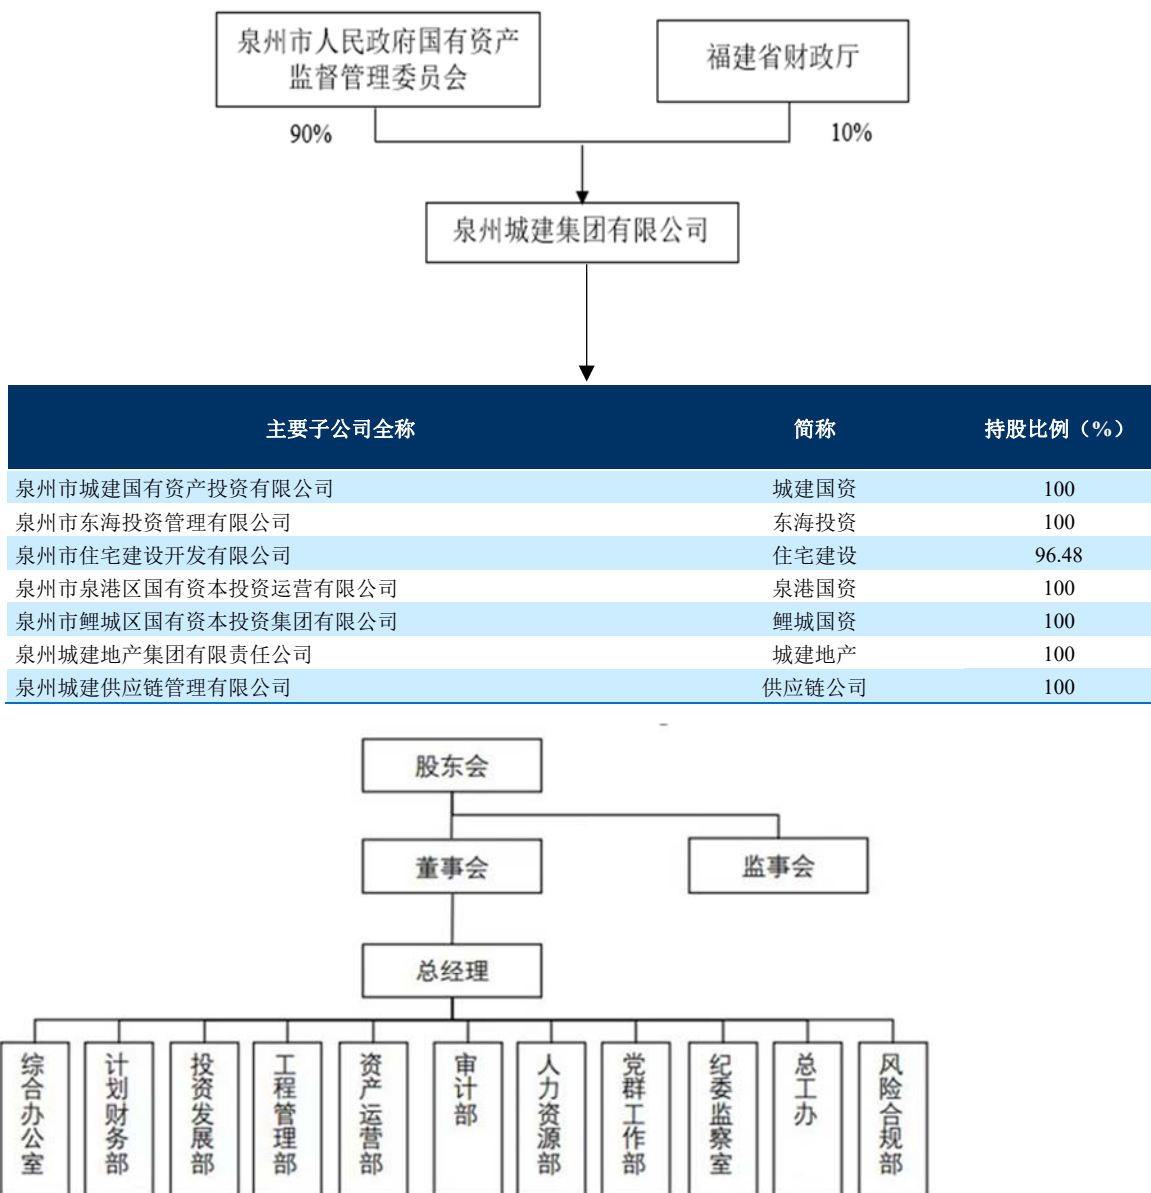 泉州市人民政府国有资产
监督管理委员会
福建省财政厅
90%
10%
泉州城建集团有限公司
主要子公司全称 简称 持股比例（%）
泉州市城建国有资产投资有限公司 城建国资 100
泉州市东海投资管理有限公司 东海投资 100
泉州市住宅建设开发有限公司 住宅建设 96.48
泉州市泉港区国有资本投资运营有限公司 泉港国资 100
泉州市鲤城区国有资本投资集团有限公司 鲤城国资 100
泉州城建地产集团有限责任公司 城建地产 100
泉州城建供应链管理有限公司 供应链公司 100
股东会
董事会
监事会
总经理
综合办公室
计划财务部
投资发展部
工程管理部
资产运营部
审计部
人力资源部
党群工作部
纪委监察室
总工办
风险合规部